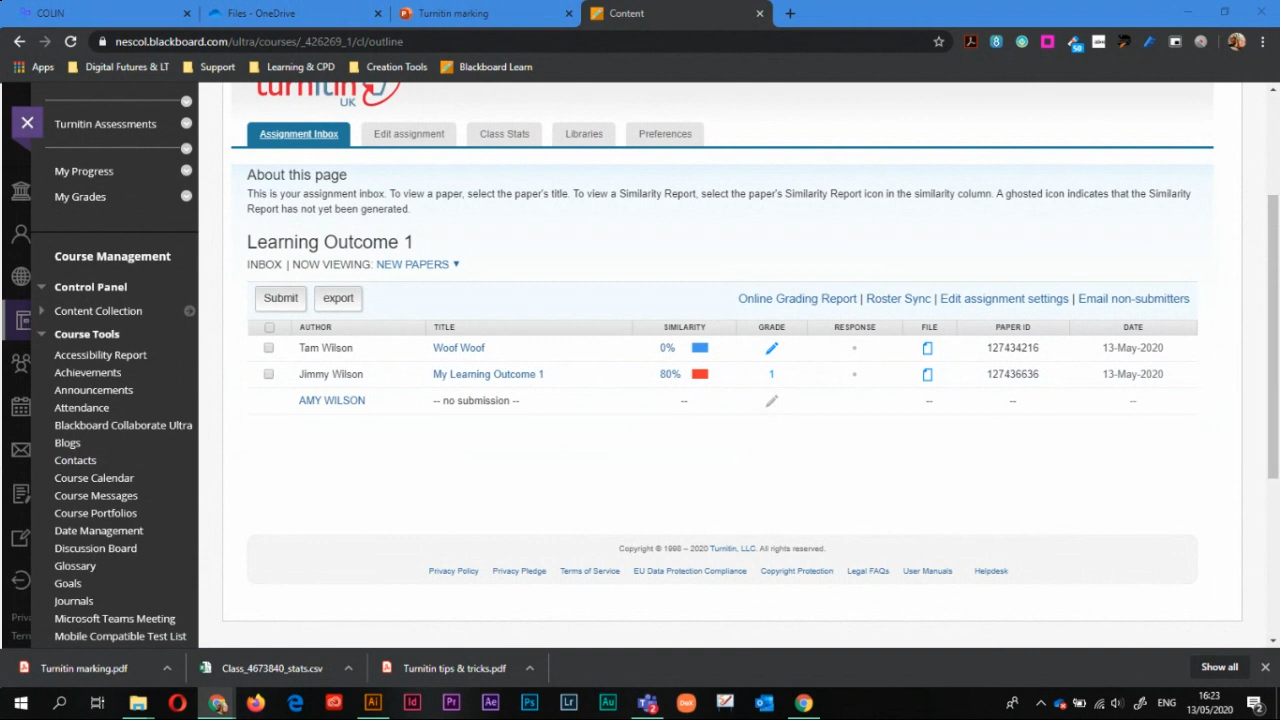 COLIN
Files - OneDrive
Turnitin marking
Content
nescol.blackboard.com/ultra/courses/_426269_1/cl/outline
Apps
Digital Futures & LT
Support
Learning & CPD
Creation Tools
Blackboard Learn
turnitin
UK
Turnitin Assessments
My Progress
My Grades
Course Management
Control Panel
Content Collection
Course Tools
Accessibility Report
Achievements
Announcements
Attendance
Blackboard Collaborate Ultra
Blogs
Contacts
Course Calendar
Course Messages
Course Portfolios
Date Management
Discussion Board
Glossary
Goals
Journals
Microsoft Teams Meeting
Mobile Compatible Test List
Priva
Term
Assignment Inbox
Edit assignment
Class Stats
Libraries
Preferences
About this page
This is your assignment inbox. To view a paper, select the paper's title. To view a Similarity Report, select the paper's Similarity Report icon in the similarity column. A ghosted icon indicates that the Similarity
Report has not yet been generated.
Learning Outcome 1
INBOX | NOW VIEWING: NEW PAPERS ▼
Submit
export
Online Grading Report | Roster Sync | Edit assignment settings | Email non-submitters
AUTHOR TITLE SIMILARITY GRADE RESPONSE FILE PAPER ID DATE
Tam Wilson Woof Woof 0% 127434216 13-May-2020
Jimmy Wilson My Learning Outcome 1 80% 1 127436636 13-May-2020
AMY WILSON -- no submission -- -- -- -- --
Copyright © 1998 – 2020 Turnitin, LLC. All rights reserved.
Privacy Policy Privacy Pledge Terms of Service EU Data Protection Compliance Copyright Protection Legal FAQs User Manuals Helpdesk
Turnitin marking.pdf
Class_4673840_stats.csv
Turnitin tips & tricks.pdf
Show all
ENG
16:23
13/05/2020